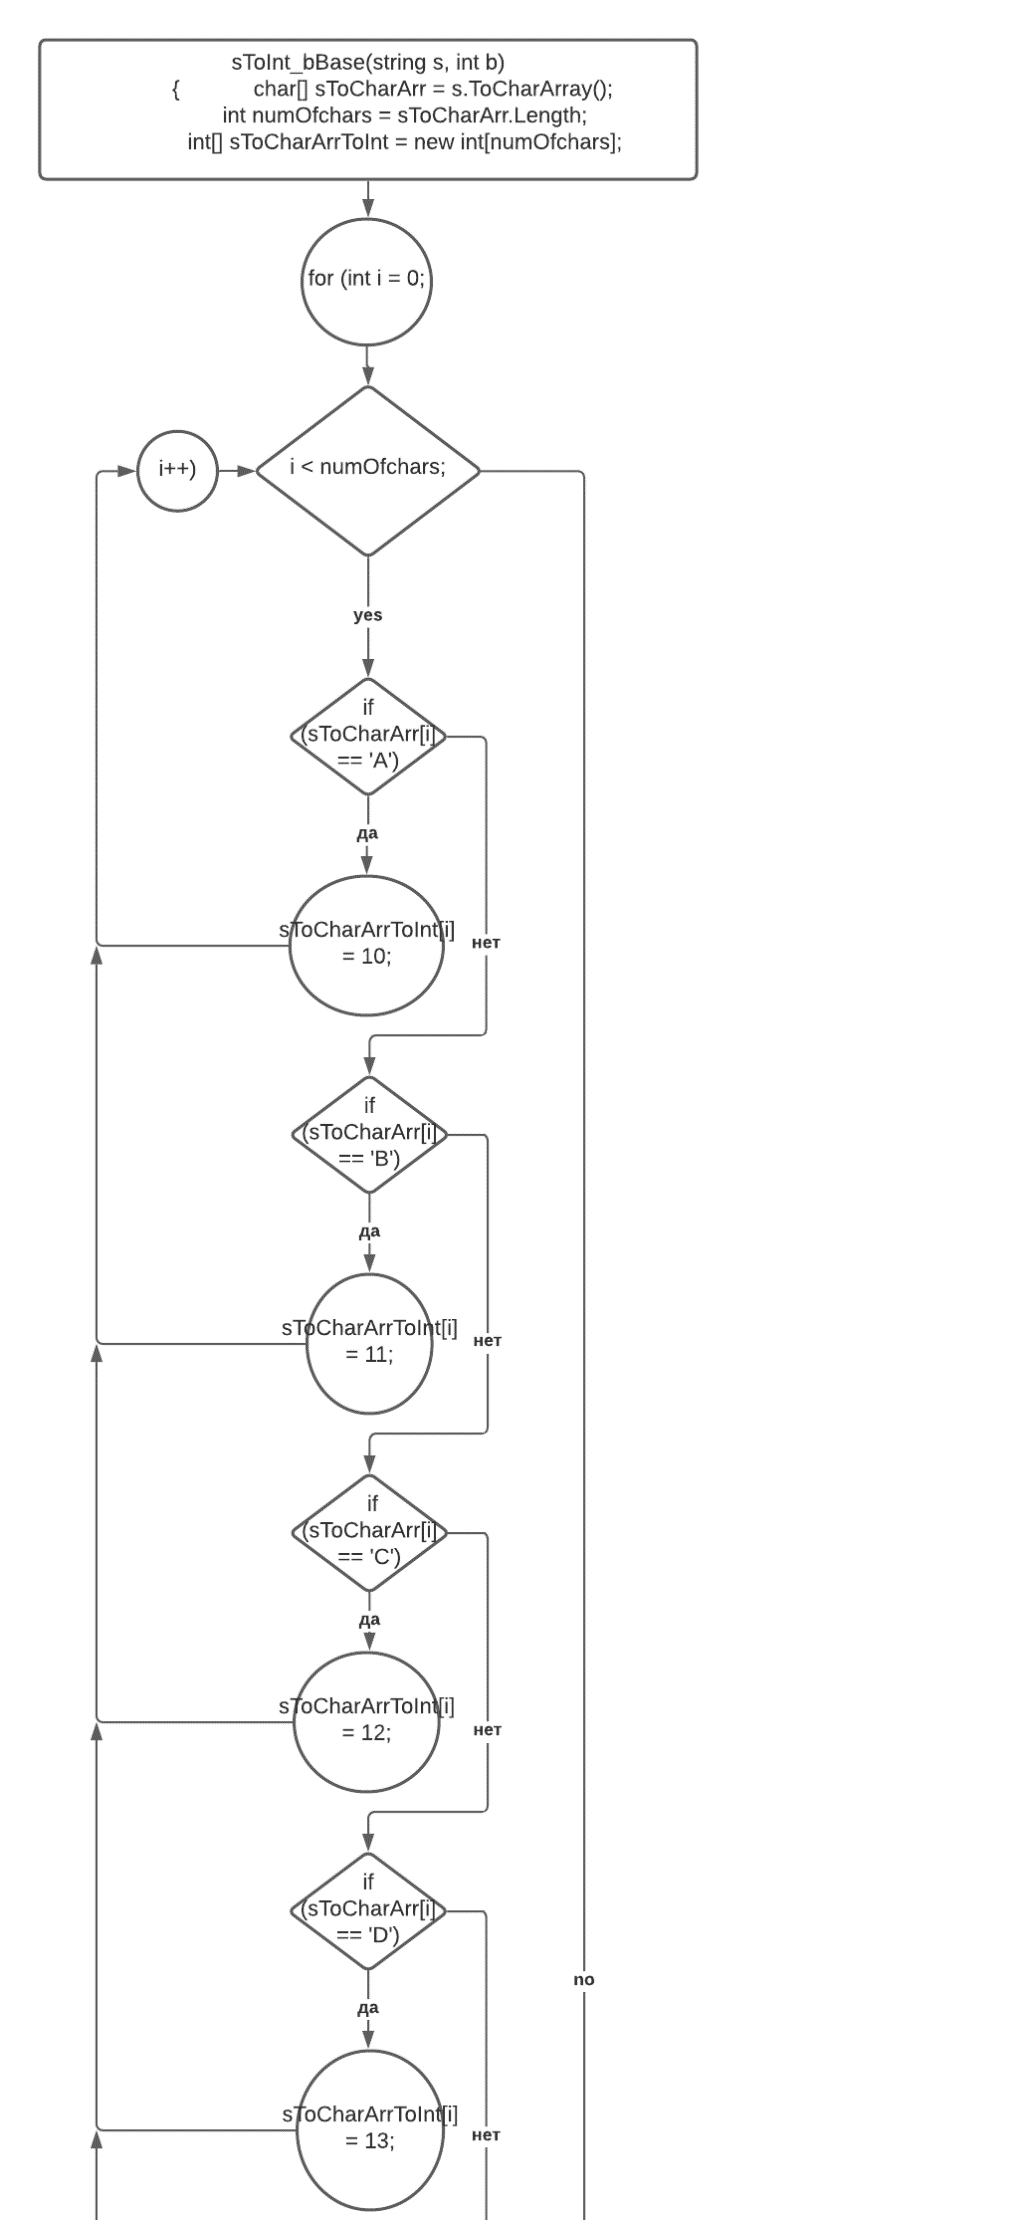 sToInt_bBase(string s, int b)
{ char[] sToCharArr = s.ToCharArray();
int numOfchars = sToCharArr.Length;
int[] sToCharArrToInt = new int[numOfchars];
for (int i = 0;
i++)
i < numOfchars;
yes
if
(sToCharArr[i]
== 'A')
да
sToCharArrToInt[i]
= 10;
нет
if
(sToCharArr[i]
== 'B')
да
sToCharArrToInt[i]
= 11;
нет
if
(sToCharArr[i]
== 'C')
да
sToCharArrToInt[i]
= 12;
нет
if
(sToCharArr[i]
== 'D')
no
да
sToCharArrToInt[i]
= 13;
нет